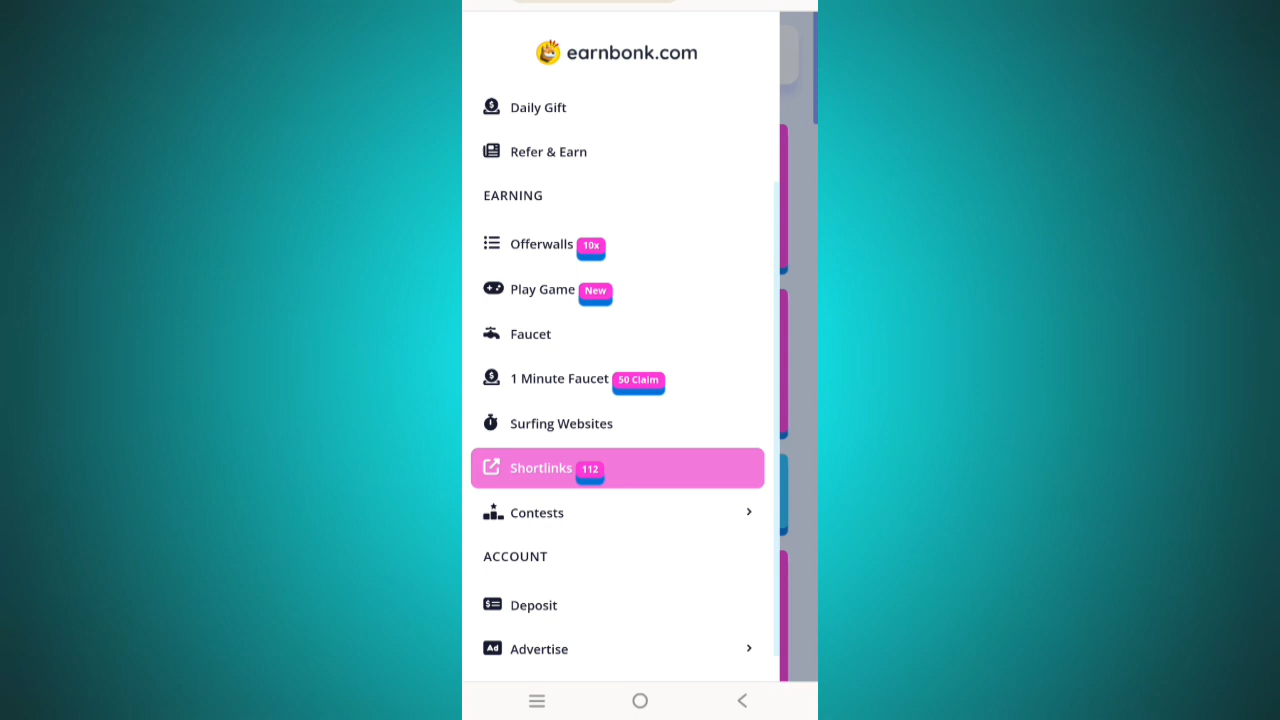 earnbonk.com
Daily Gift
Refer & Earn
EARNING
Offerwalls 10x
Play Game New
Faucet
1 Minute Faucet 50 Claim
Surfing Websites
Shortlinks 112
Contests
ACCOUNT
Deposit
Ad Advertise